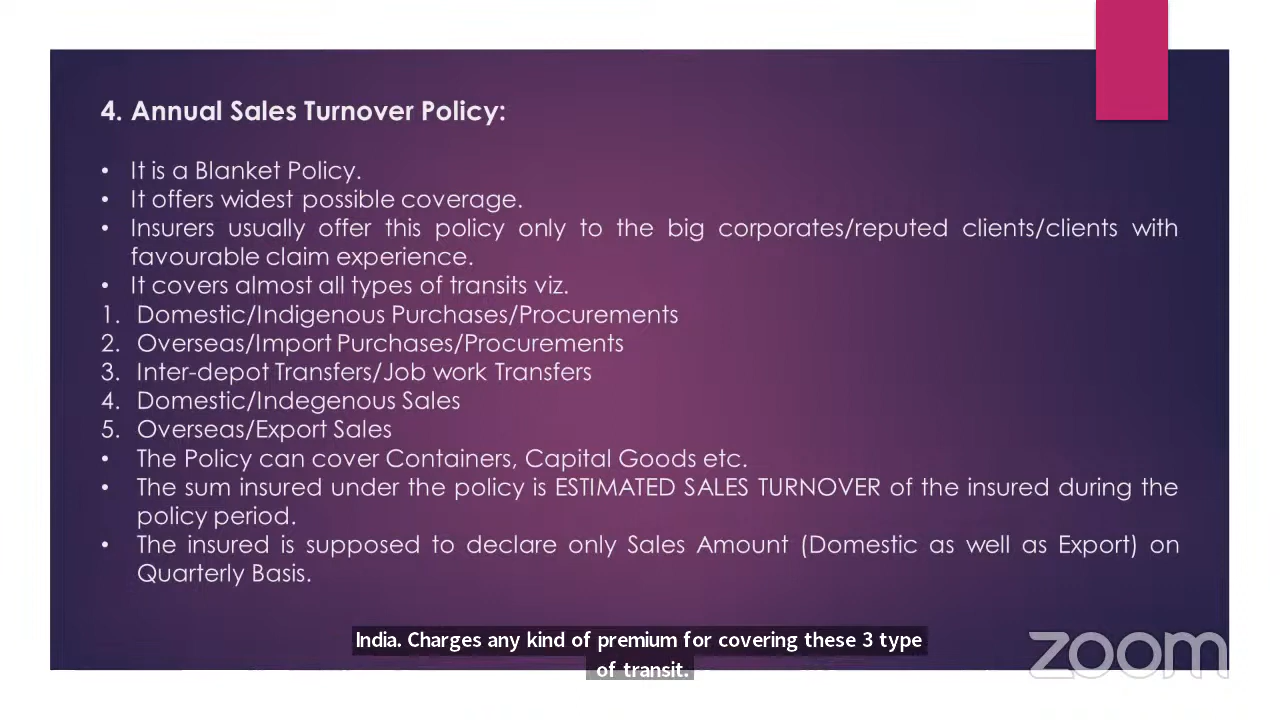 4. Annual Sales Turnover Policy:
• It is a Blanket Policy.
• It offers widest possible coverage.
• Insurers usually offer this policy only to the big corporates/reputed clients/clients with
favourable claim experience.
• It covers almost all types of transits viz.
1. Domestic/Indigenous Purchases/Procurements
2. Overseas/Import Purchases/Procurements
3. Inter-depot Transfers/Job work Transfers
4. Domestic/Indegenous Sales
5. Overseas/Export Sales
• The Policy can cover Containers, Capital Goods etc.
• The sum insured under the policy is ESTIMATED SALES TURNOVER of the insured during the
policy period.
• The insured is supposed to declare only Sales Amount (Domestic as well as Export) on
Quarterly Basis.
India. Charges any kind of premium for covering these 3 type
of transit.
zoom